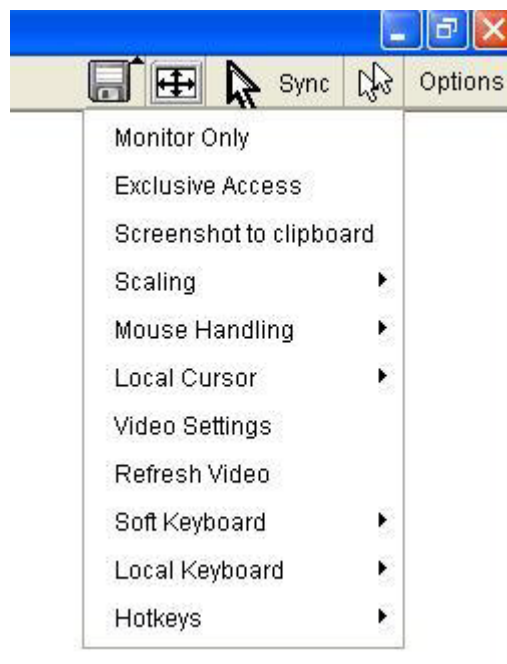 Sync Options
Monitor Only
Exclusive Access
Screenshot to clipboard
Scaling
Mouse Handling
Local Cursor
Video Settings
Refresh Video
Soft Keyboard
Local Keyboard
Hotkeys